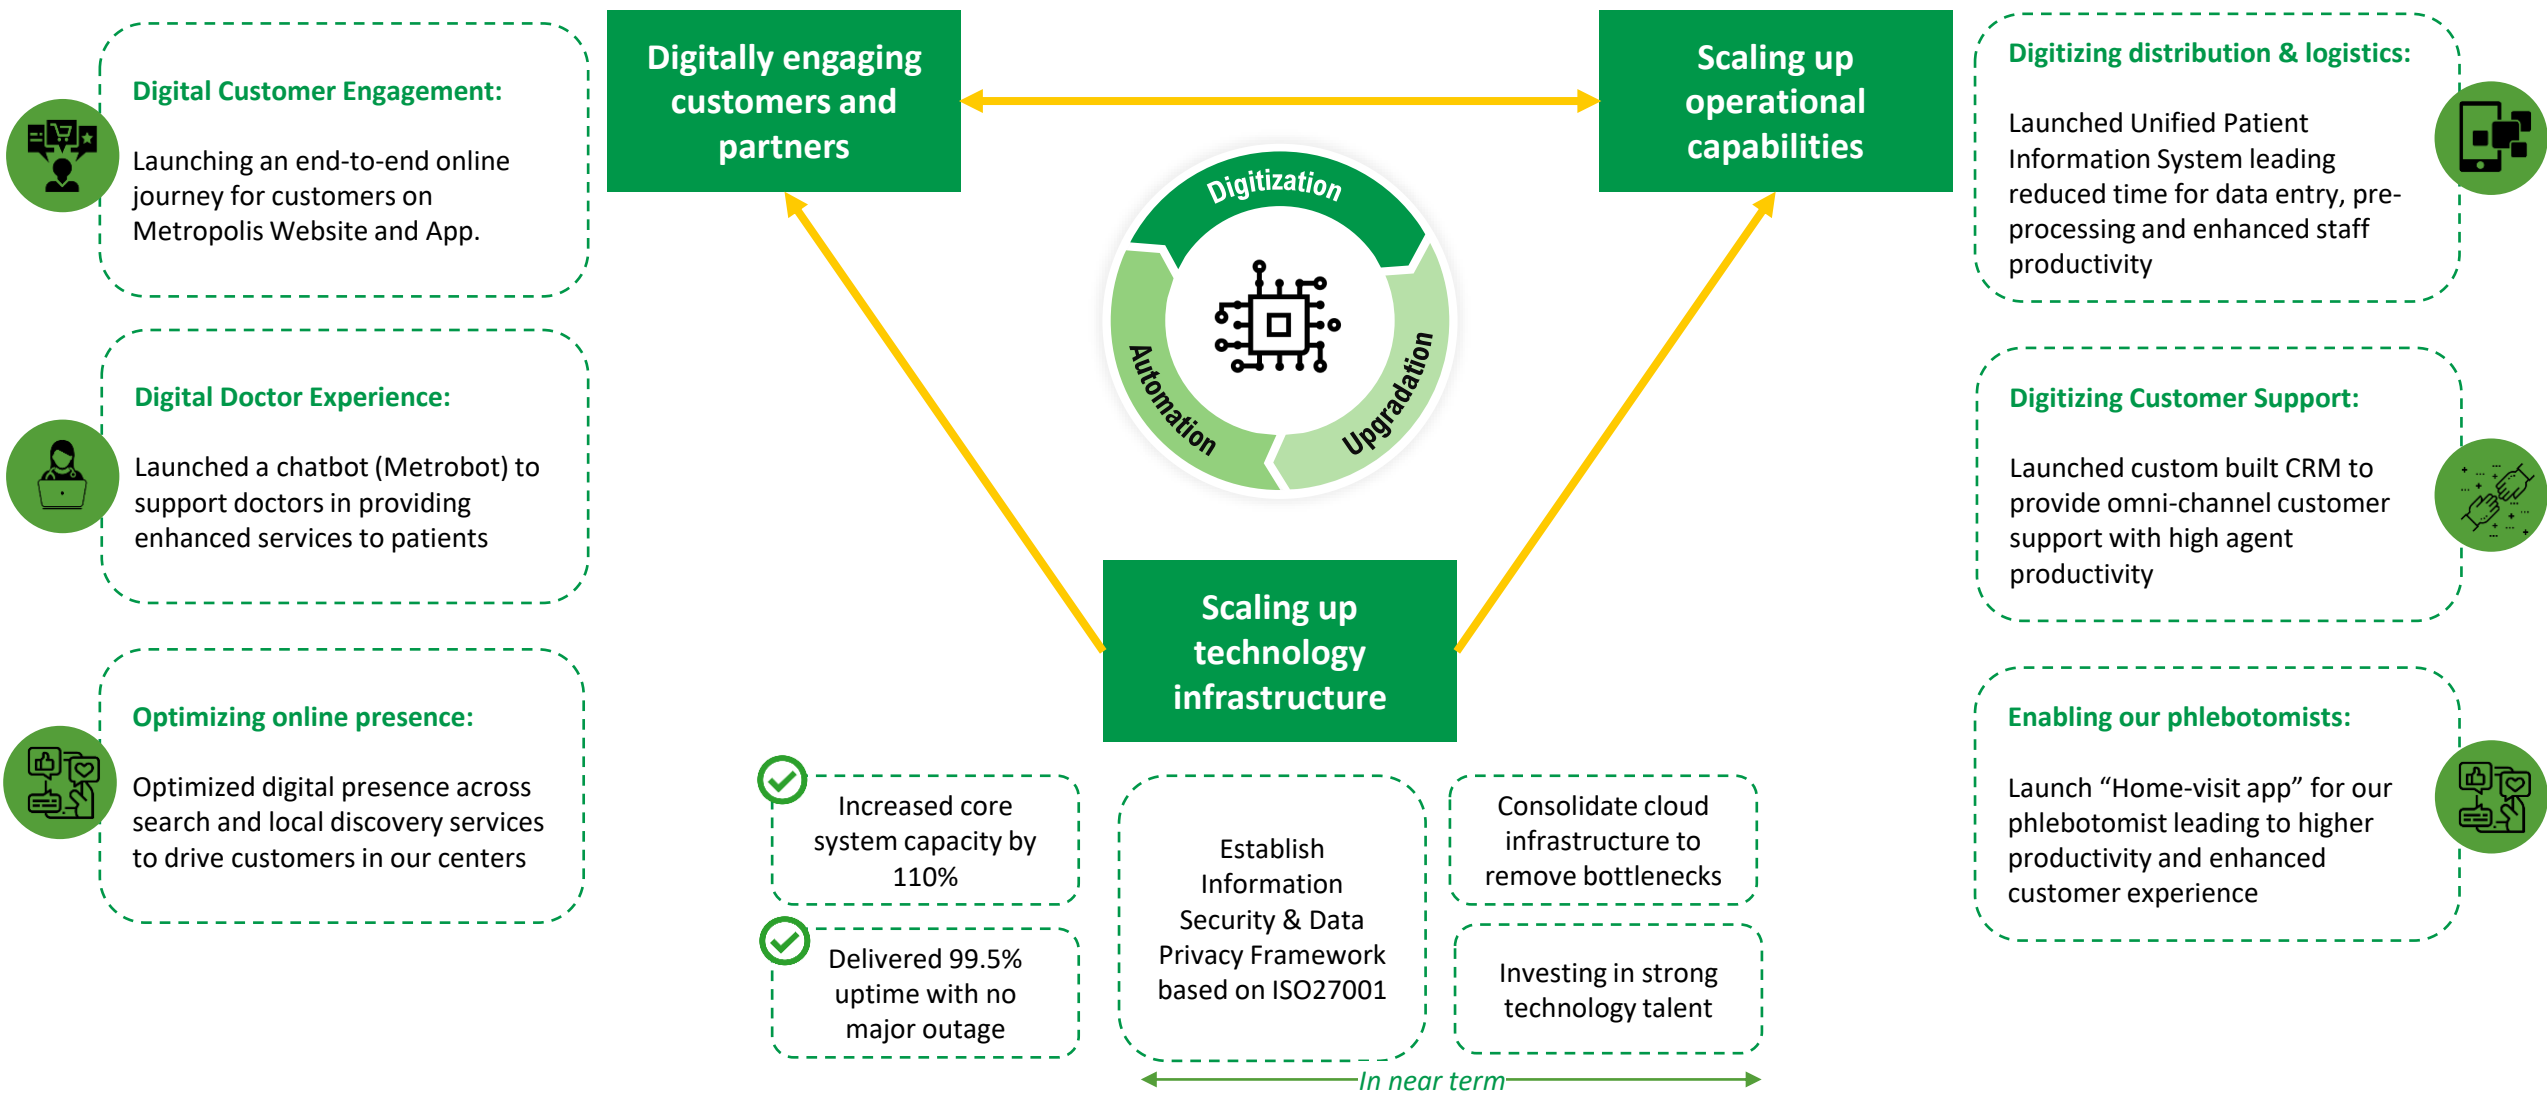 Digital Customer Engagement:
Launching an end-to-end online
journey for customers on
Metropolis Website and App.
Digital Doctor Experience:
Launched a chatbot (Metrobot) to
support doctors in providing
enhanced services to patients
Optimizing online presence:
Optimized digital presence across
search and local discovery services
to drive customers in our centers
Digitally engaging
customers and
partners
Scaling up
operational
capabilities
Digitization
Automation
Upgradation
Scaling up
technology
infrastructure
Increased core
system capacity by
110%
Delivered 99.5%
uptime with no
major outage
Establish
Information
Security & Data
Privacy Framework
based on ISO27001
Consolidate cloud
infrastructure to
remove bottlenecks
Investing in strong
technology talent
In near term
Digitizing distribution & logistics:
Launched Unified Patient
Information System leading
reduced time for data entry, pre-
processing and enhanced staff
productivity
Digitizing Customer Support:
Launched custom built CRM to
provide omni-channel customer
support with high agent
productivity
Enabling our phlebotomists:
Launch “Home-visit app” for our
phlebotomist leading to higher
productivity and enhanced
customer experience